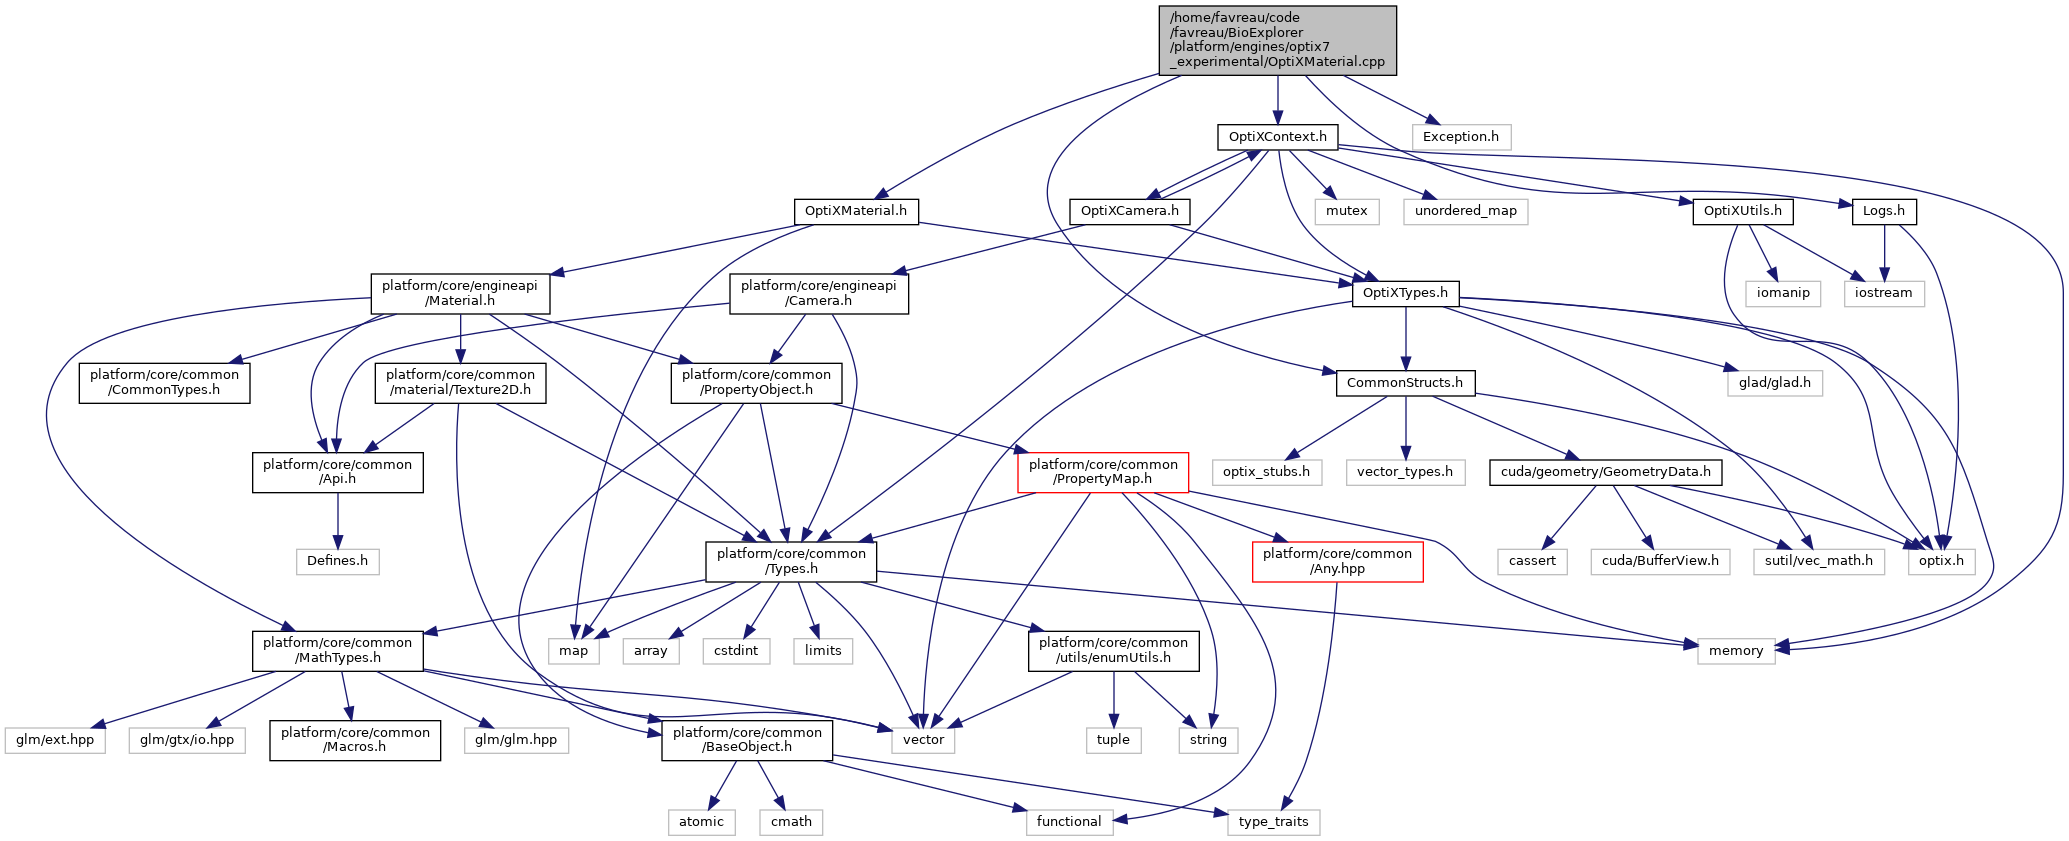 /home/favreau/code
/favreau/BioExplorer
/platform/engines/optix7
_experimental/OptiXMaterial.cpp
OptiXContext.h
Exception.h
OptiXMaterial.h
OptiXCamera.h
mutex
unordered_map
OptiXUtils.h
Logs.h
platform/core/engineapi
/Material.h
platform/core/engineapi
/Camera.h
OptiXTypes.h
iomanip
iostream
platform/core/common
/CommonTypes.h
platform/core/common
/material/Texture2D.h
platform/core/common
/PropertyObject.h
CommonStructs.h
glad/glad.h
platform/core/common
/Api.h
platform/core/common
/PropertyMap.h
optix_stubs.h
vector_types.h
cuda/geometry/GeometryData.h
Defines.h
platform/core/common
/Types.h
platform/core/common
/Any.hpp
cassert
cuda/BufferView.h
sutil/vec_math.h
optix.h
platform/core/common
/MathTypes.h
map
array
cstdint
limits
platform/core/common
/utils/enumUtils.h
memory
glm/ext.hpp
glm/gtx/io.hpp
platform/core/common
/Macros.h
glm/glm.hpp
platform/core/common
/BaseObject.h
vector
tuple
string
atomic
cmath
functional
type_traits